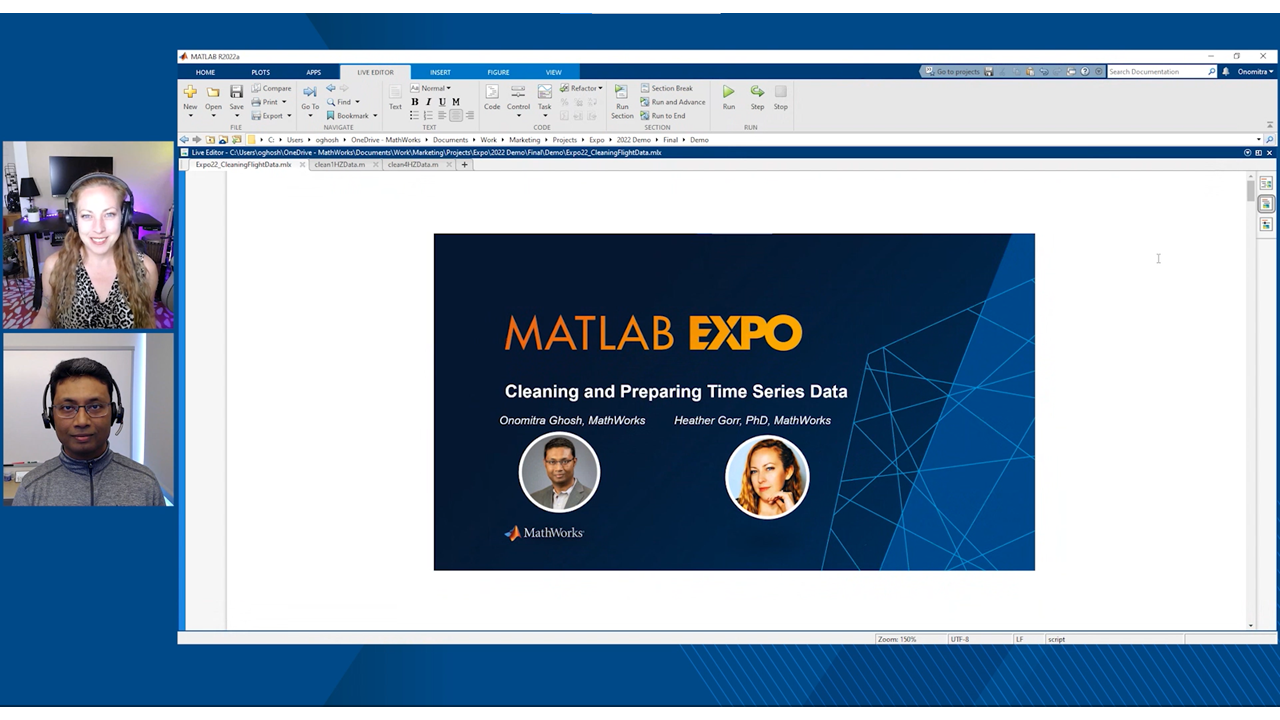 MATLAB R2022a
HOME PLOTS APPS LIVE EDITOR INSERT FIGURE VIEW
Go to projects Search Documentation Onomitra
New Open Save Compare Print Export
Go To Find Bookmark
Text Normal B I U M
Code Control Task Refactor
Run Section Section Break Run and Advance Run to End
Run Step Stop
FILE NAVIGATE TEXT CODE SECTION RUN
C: Users oghosh OneDrive - MathWorks Documents Work Marketing Projects Expo 2022 Demo Final Demo
Live Editor - C:\Users\oghosh\OneDrive - MathWorks\Documents\Work\Marketing\Projects\Expo\2022 Demo\Final\Demo\Expo22_CleaningFlightData.mlx
Expo22_CleaningFlightData.mlx clean1HZData.m clean4HZData.m
MATLAB EXPO
Cleaning and Preparing Time Series Data
Onomitra Ghosh, MathWorks Heather Gorr, PhD, MathWorks
MathWorks
Zoom: 150% UTF-8 LF script